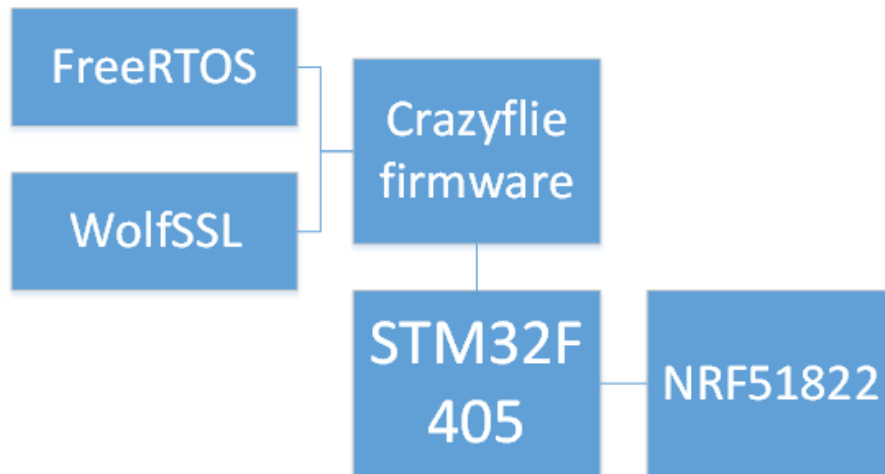 FreeRTOS
Crazyflie
firmware
WolfSSL
STM32F
405
NRF51822